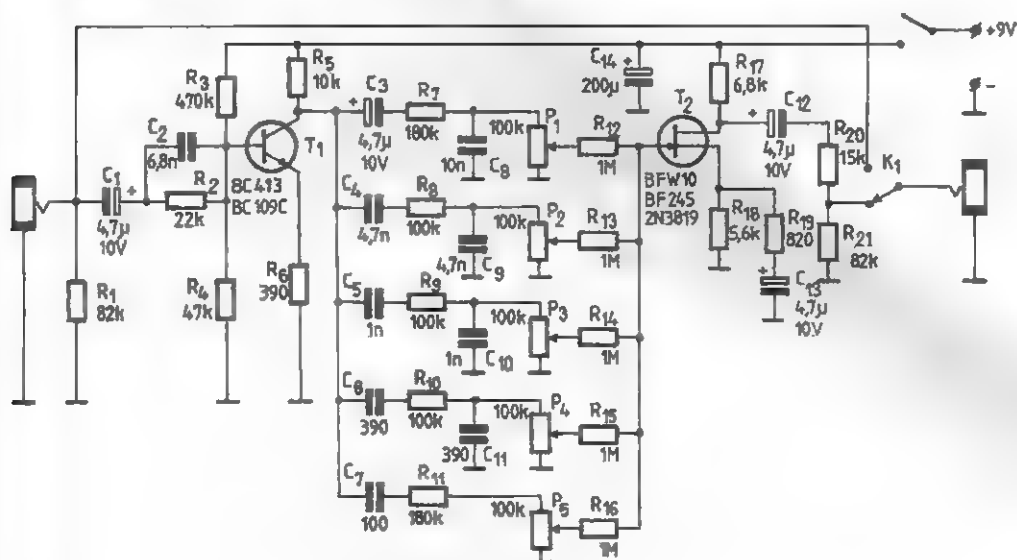 +9V
-
R3
470k
R5
10k
C2
6,8n
T1
BC413
BC109C
C1
4,7µ
10V
R2
22k
R1
82k
R4
47k
R6
390
C3
4,7µ
10V
R7
180k
10n
C8
100k
P1
R12
1M
C4
4,7n
R8
100k
4,7n
C9
100k
P2
R13
1M
C5
1n
R9
100k
1n
C10
100k
P3
R14
1M
C6
390
R10
100k
390
C11
100k
P4
R15
1M
C7
100
R11
180k
100k
P5
R16
1M
C14
200µ
T2
BFW10
BF245
2N3819
R17
6,8k
C12
4,7µ
10V
R18
5,6k
R19
820
C13
4,7µ
10V
R20
15k
R21
82k
K1